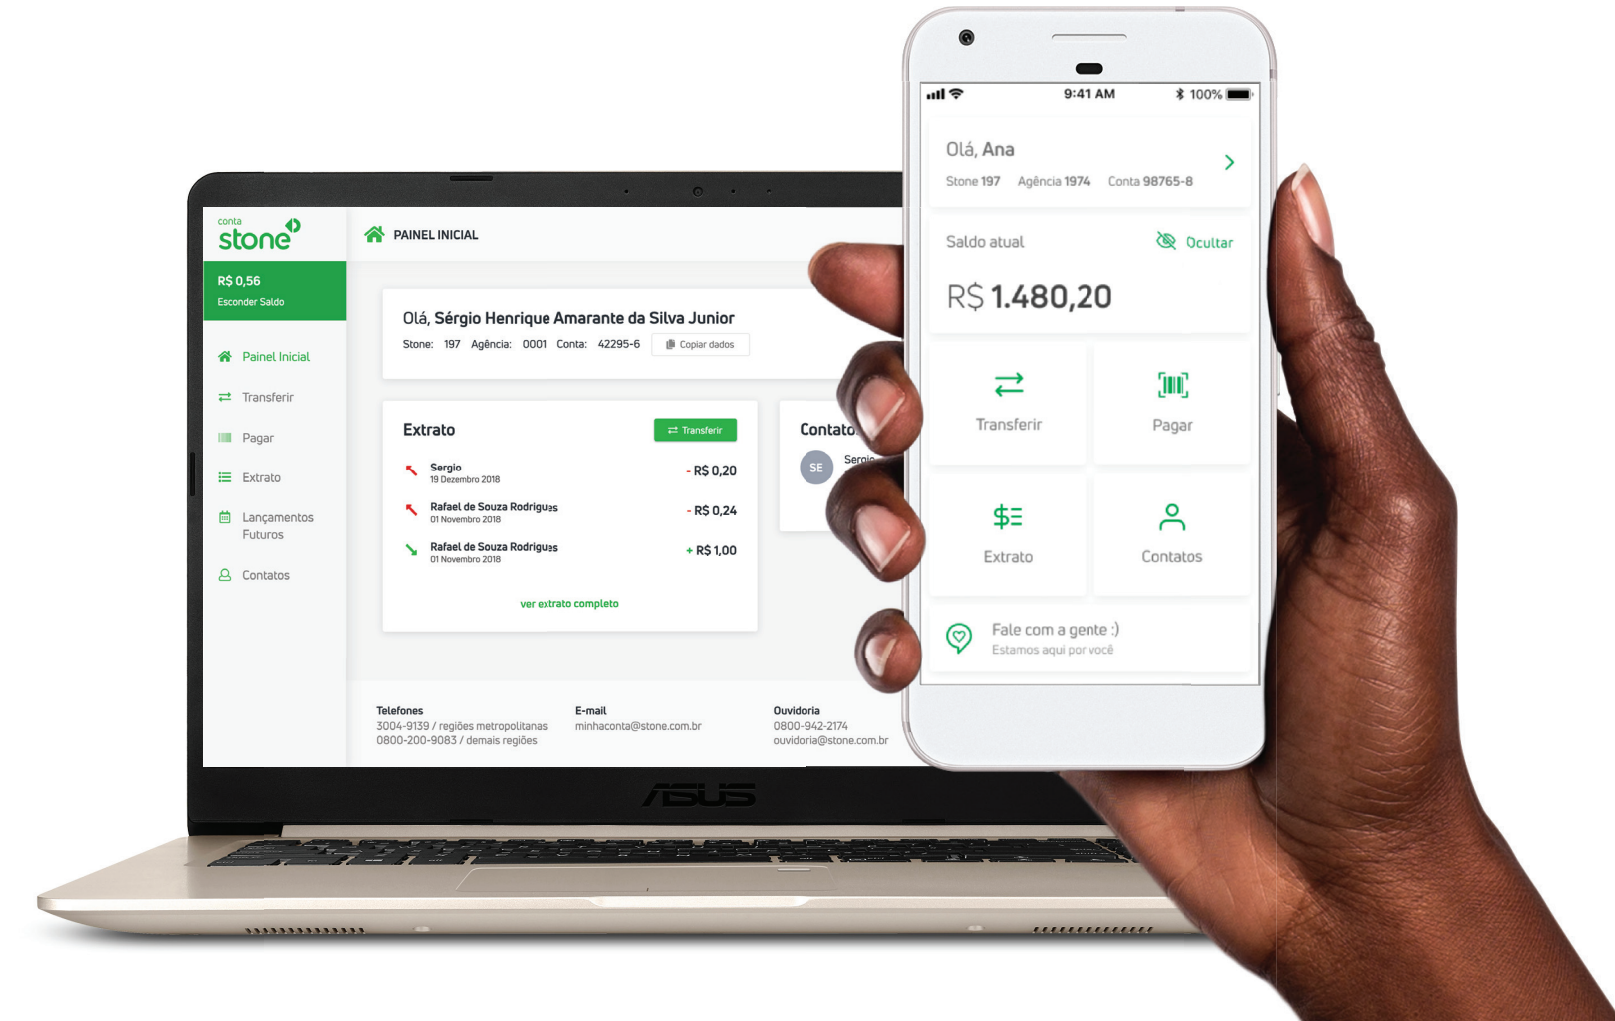 conta
stone
R$ 0,56
Esconder Saldo
Painel Inicial
Transferir
Pagar
Extrato
Lançamentos
Futuros
Contatos
PAINEL INICIAL
Olá, Sérgio Henrique Amarante da Silva Junior
Stone: 197 Agência: 0001 Conta: 42295-6 Copiar dados
Extrato
Transferir
Sergio
19 Dezembro 2018
- R$ 0,20
Rafael de Souza Rodrigues
01 Novembro 2018
- R$ 0,24
Rafael de Souza Rodrigues
01 Novembro 2018
+ R$ 1,00
ver extrato completo
Contato
SE
Sergio
Telefones
3004-9139 / regiões metropolitanas
0800-200-9083 / demais regiões
E-mail
minhaconta@stone.com.br
Ouvidoria
0800-942-2174
ouvidoria@stone.com.br
ASUS
9:41 AM
100%
Olá, Ana
Stone 197 Agência 1974 Conta 98765-8
Saldo atual
Ocultar
R$ 1.480,20
Transferir
Pagar
Extrato
Contatos
Fale com a gente :)
Estamos aqui por você